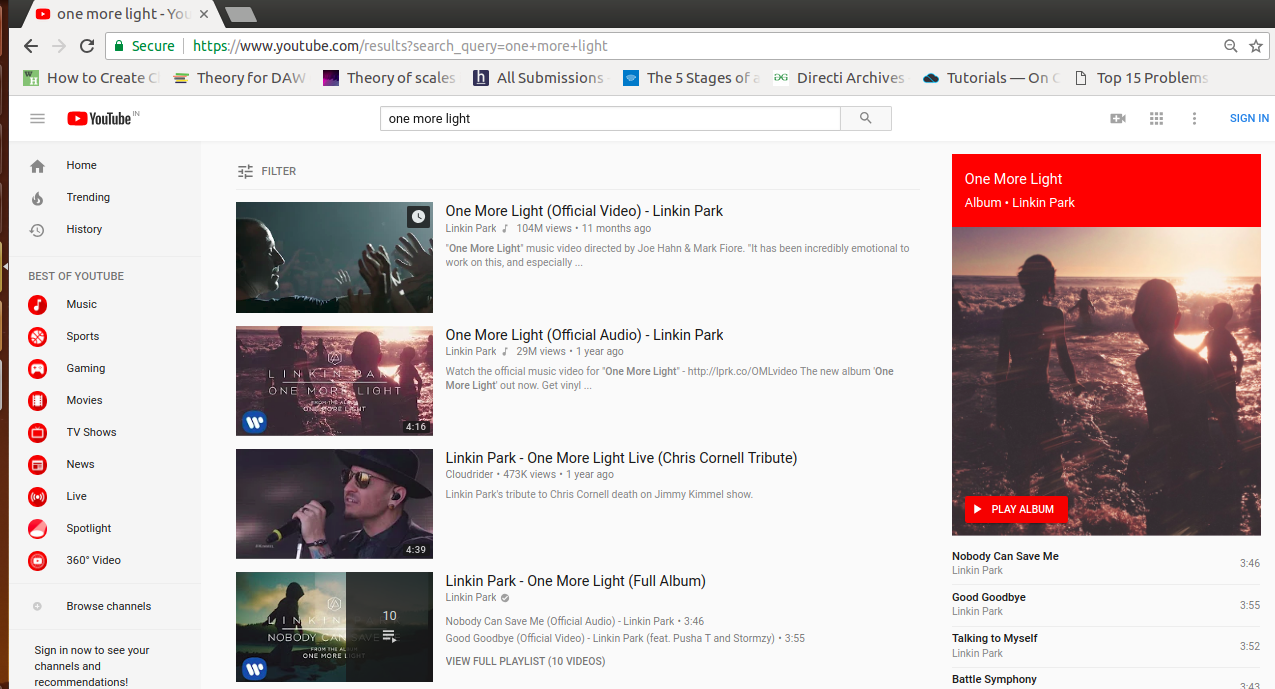 one more light - You
Secure
https://www.youtube.com/results?search_query=one+more+light
How to Create C
Theory for DAW
Theory of scales
All Submissions
The 5 Stages of a
Directi Archives
Tutorials — On C
Top 15 Problems
YouTube IN
one more light
SIGN IN
Home
Trending
History
BEST OF YOUTUBE
Music
Sports
Gaming
Movies
TV Shows
News
Live
Spotlight
360° Video
Browse channels
Sign in now to see your
channels and
recommendations!
FILTER
One More Light (Official Video) - Linkin Park
Linkin Park ♪ 104M views • 11 months ago
"One More Light" music video directed by Joe Hahn & Mark Fiore. "It has been incredibly emotional to
work on this, and especially ...
LINKIN PARK
ONE MORE LIGHT
FROM THE ALBUM
ONE MORE LIGHT
4:16
One More Light (Official Audio) - Linkin Park
Linkin Park ♪ 29M views • 1 year ago
Watch the official music video for "One More Light" - http://lprk.co/OMLvideo The new album 'One
More Light' out now. Get vinyl ...
4:39
Linkin Park - One More Light Live (Chris Cornell Tribute)
Cloudrider • 473K views • 1 year ago
Linkin Park's tribute to Chris Cornell death on Jimmy Kimmel show.
LINKIN
NOBODY CAN SAVE
FROM THE
ONE MORE LIGHT
10
Linkin Park - One More Light (Full Album)
Linkin Park
Nobody Can Save Me (Official Audio) - Linkin Park • 3:46
Good Goodbye (Official Video) - Linkin Park (feat. Pusha T and Stormzy) • 3:55
VIEW FULL PLAYLIST (10 VIDEOS)
One More Light
Album • Linkin Park
PLAY ALBUM
Nobody Can Save Me
Linkin Park
3:46
Good Goodbye
Linkin Park
3:55
Talking to Myself
Linkin Park
3:52
Battle Symphony
3:43